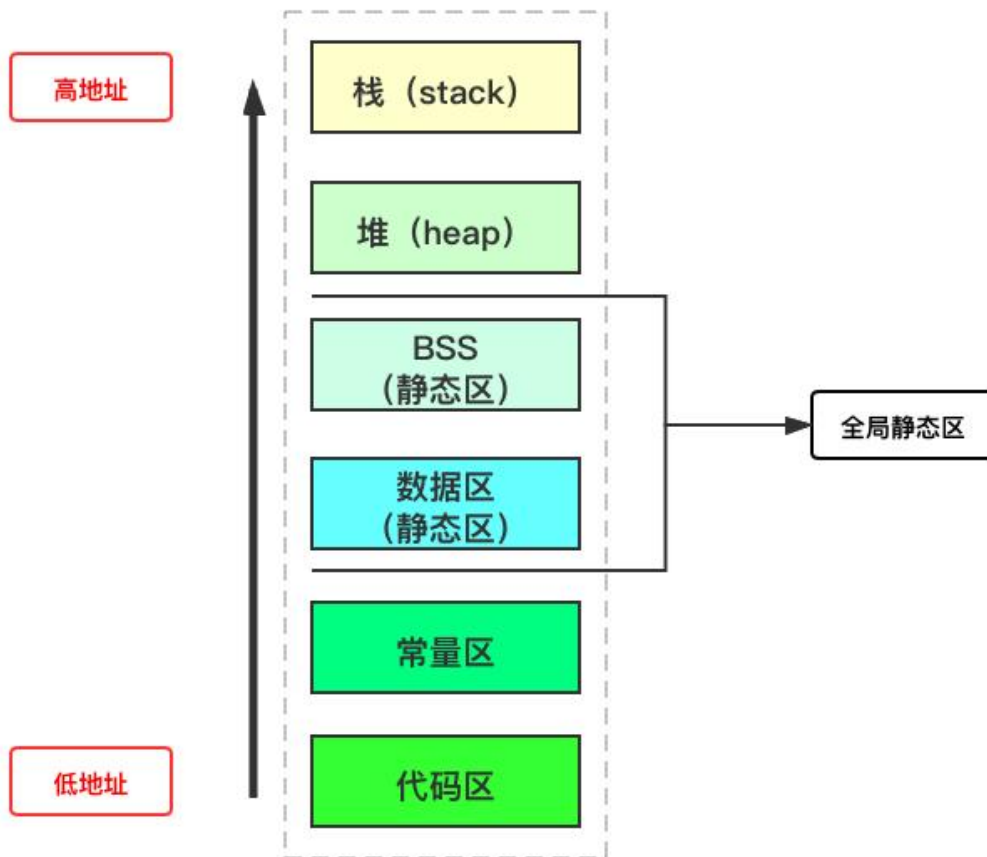 高地址
栈（stack）
堆（heap）
BSS
（静态区）
数据区
（静态区）
全局静态区
常量区
低地址
代码区